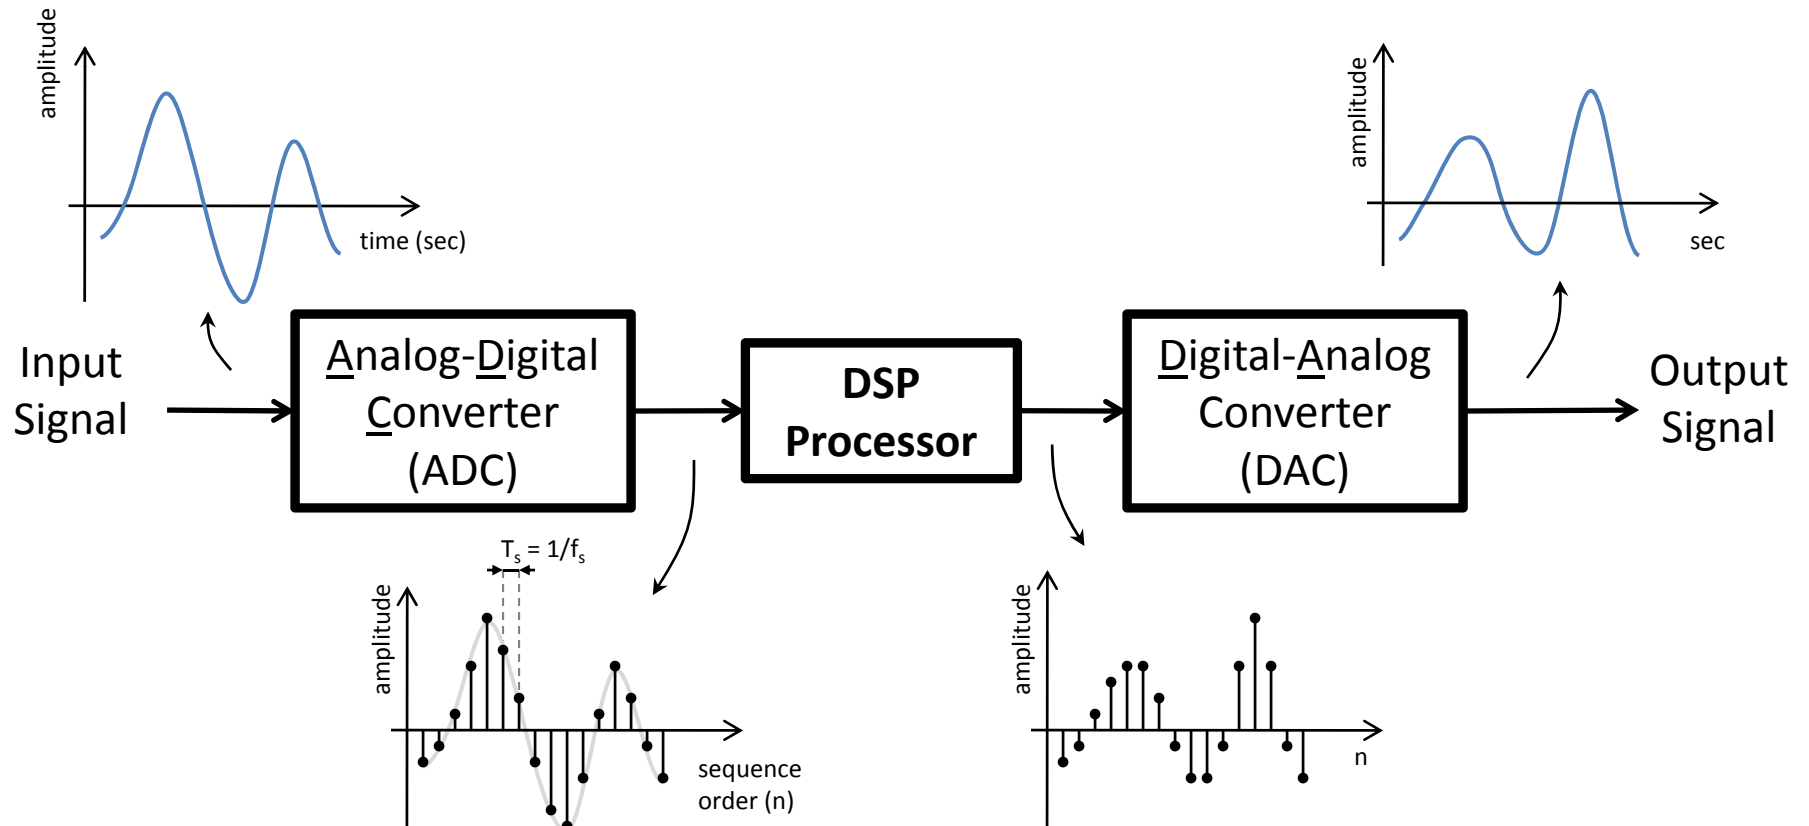 amplitude
time (sec)
amplitude
sec
Input
Signal
Analog-Digital
Converter
(ADC)
DSP
Processor
Digital-Analog
Converter
(DAC)
Output
Signal
Ts = 1/fs
amplitude
sequence
order (n)
amplitude
n